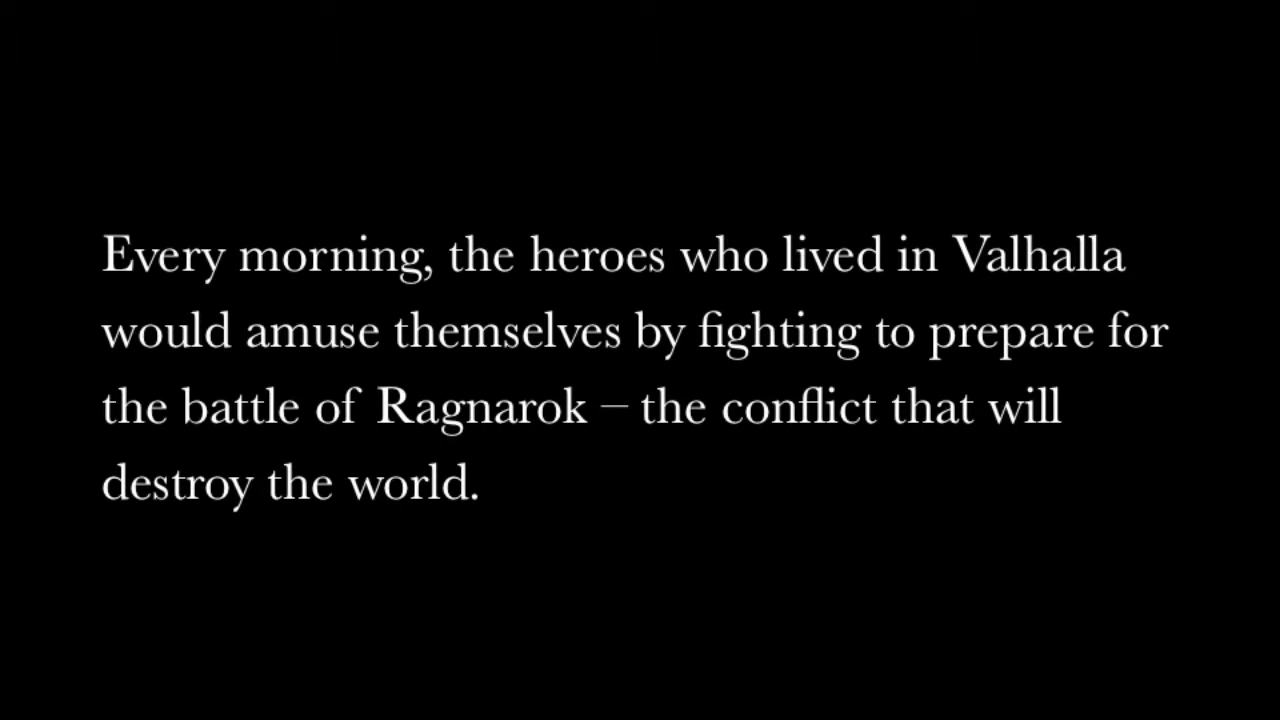 Every morning, the heroes who lived in Valhalla
would amuse themselves by fighting to prepare for
the battle of Ragnarok – the conflict that will
destroy the world.